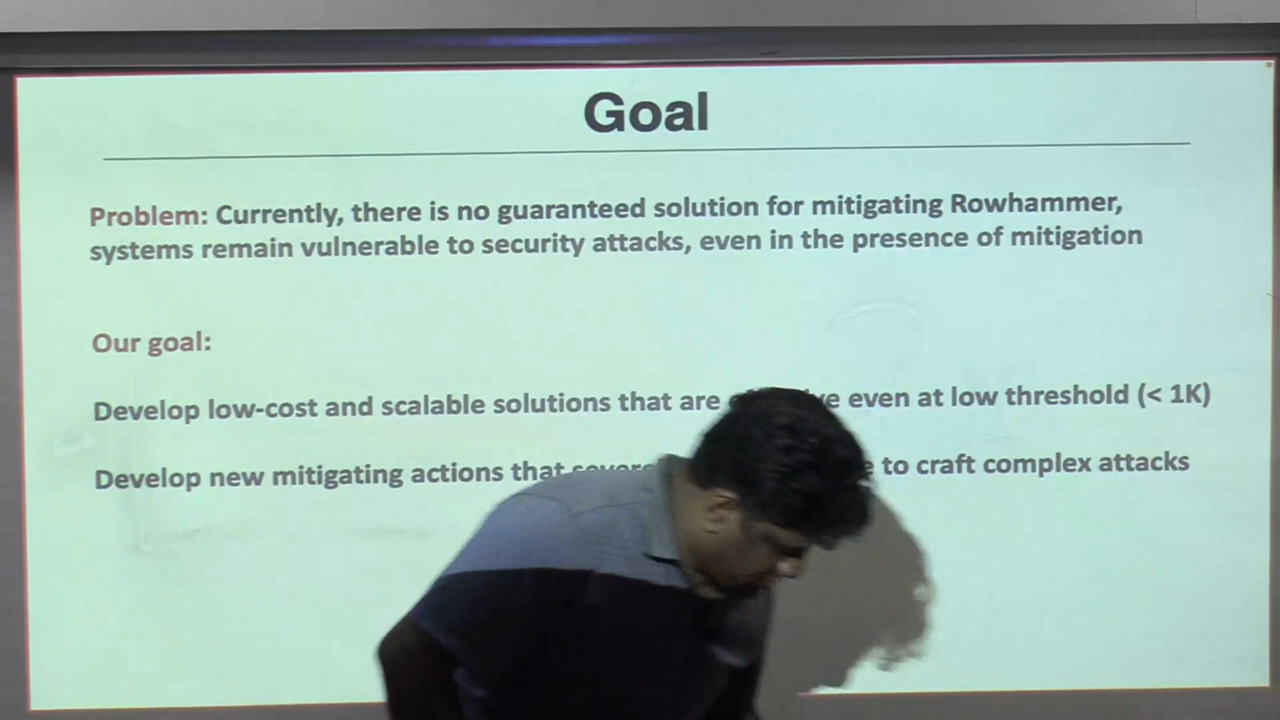 Goal
Problem: Currently, there is no guaranteed solution for mitigating Rowhammer,
systems remain vulnerable to security attacks, even in the presence of mitigation
Our goal:
Develop low-cost and scalable solutions that are even at low threshold (< 1K)
Develop new mitigating actions that to craft complex attacks